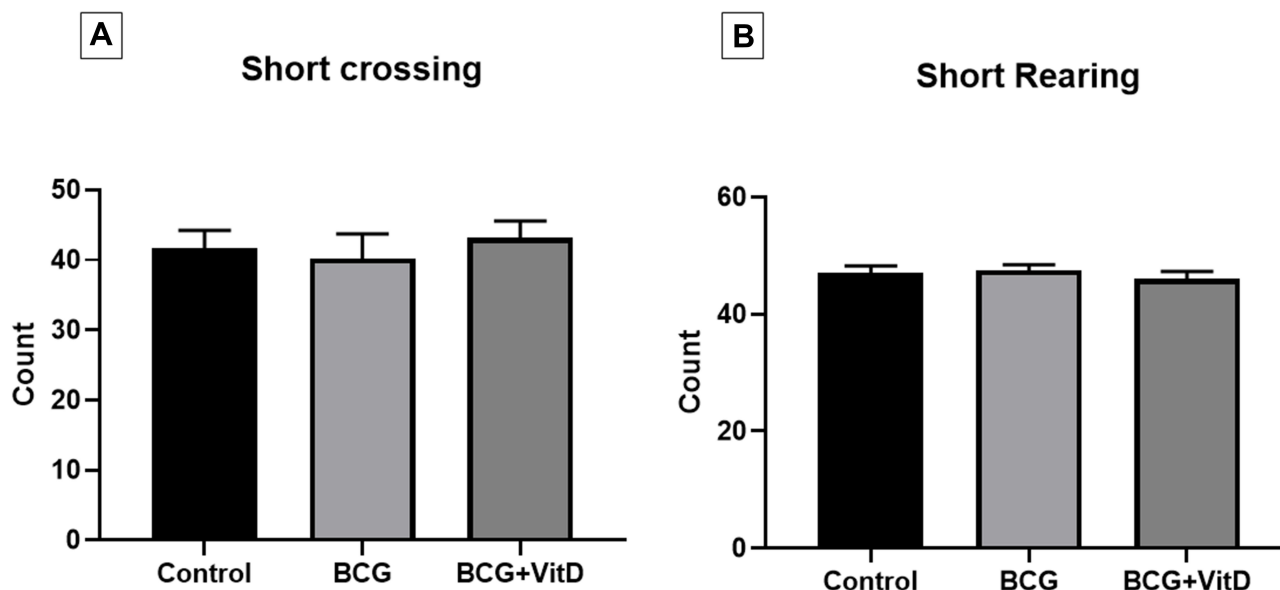 A
Short crossing
Count
50
40
30
20
10
0
Control BCG BCG+VitD
B
Short Rearing
Count
60
40
20
0
Control BCG BCG+VitD